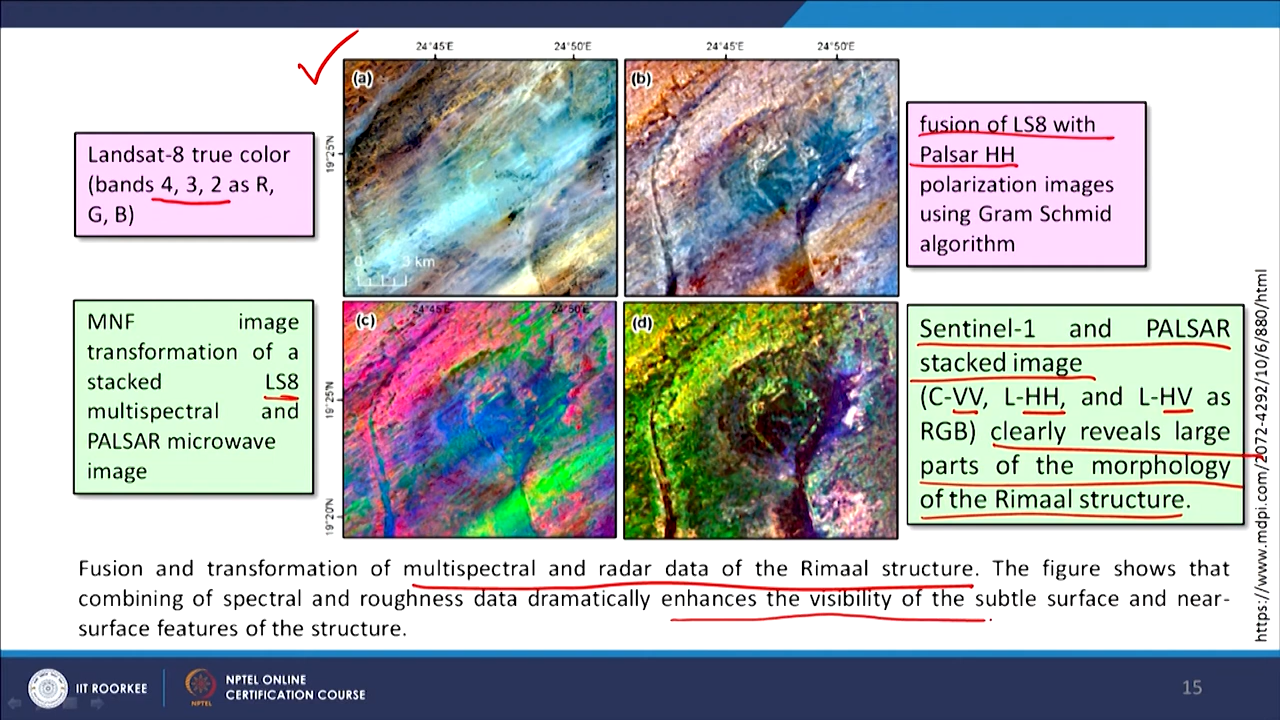 24°45'E
24°50'E
24°45'E
24°50'E
(a)
(b)
19°25'N
0 3 km
Landsat-8 true color
(bands 4, 3, 2 as R,
G, B)
fusion of LS8 with
Palsar HH
polarization images
using Gram Schmid
algorithm
24°45'E
24°50'E
(c)
(d)
19°25'N
19°20'N
MNF image
transformation of a
stacked LS8
multispectral and
PALSAR microwave
image
Sentinel-1 and PALSAR
stacked image
(C-VV, L-HH, and L-HV as
RGB) clearly reveals large
parts of the morphology
of the Rimaal structure.
https://www.mdpi.com/2072-4292/10/6/880/html
Fusion and transformation of multispectral and radar data of the Rimaal structure. The figure shows that
combining of spectral and roughness data dramatically enhances the visibility of the subtle surface and near-
surface features of the structure.
IIT ROORKEE
NPTEL
NPTEL ONLINE
CERTIFICATION COURSE
15